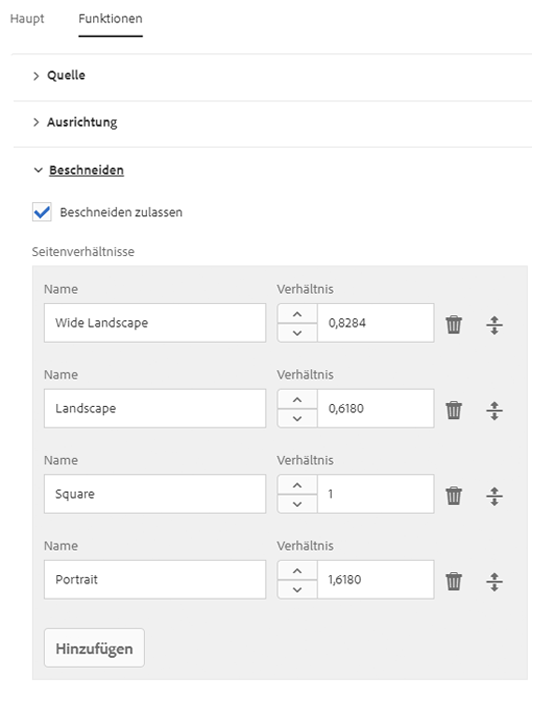 Haupt Funktionen
Quelle
Ausrichtung
Beschneiden
Beschneiden zulassen
Seitenverhältnisse
Name Verhältnis
Wide Landscape 0,8284
Name Verhältnis
Landscape 0,6180
Name Verhältnis
Square 1
Name Verhältnis
Portrait 1,6180
Hinzufügen